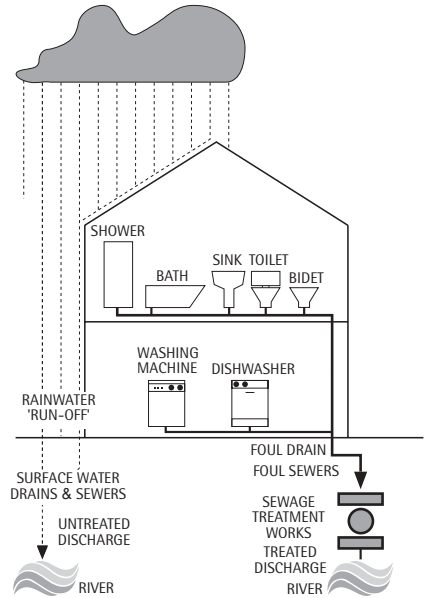 SHOWER
BATH
SINK
TOILET
BIDET
WASHING
MACHINE
DISHWASHER
RAINWATER
'RUN-OFF'
FOUL DRAIN
FOUL SEWERS
SURFACE WATER
DRAINS & SEWERS
UNTREATED
DISCHARGE
RIVER
SEWAGE
TREATMENT
WORKS
TREATED
DISCHARGE
RIVER